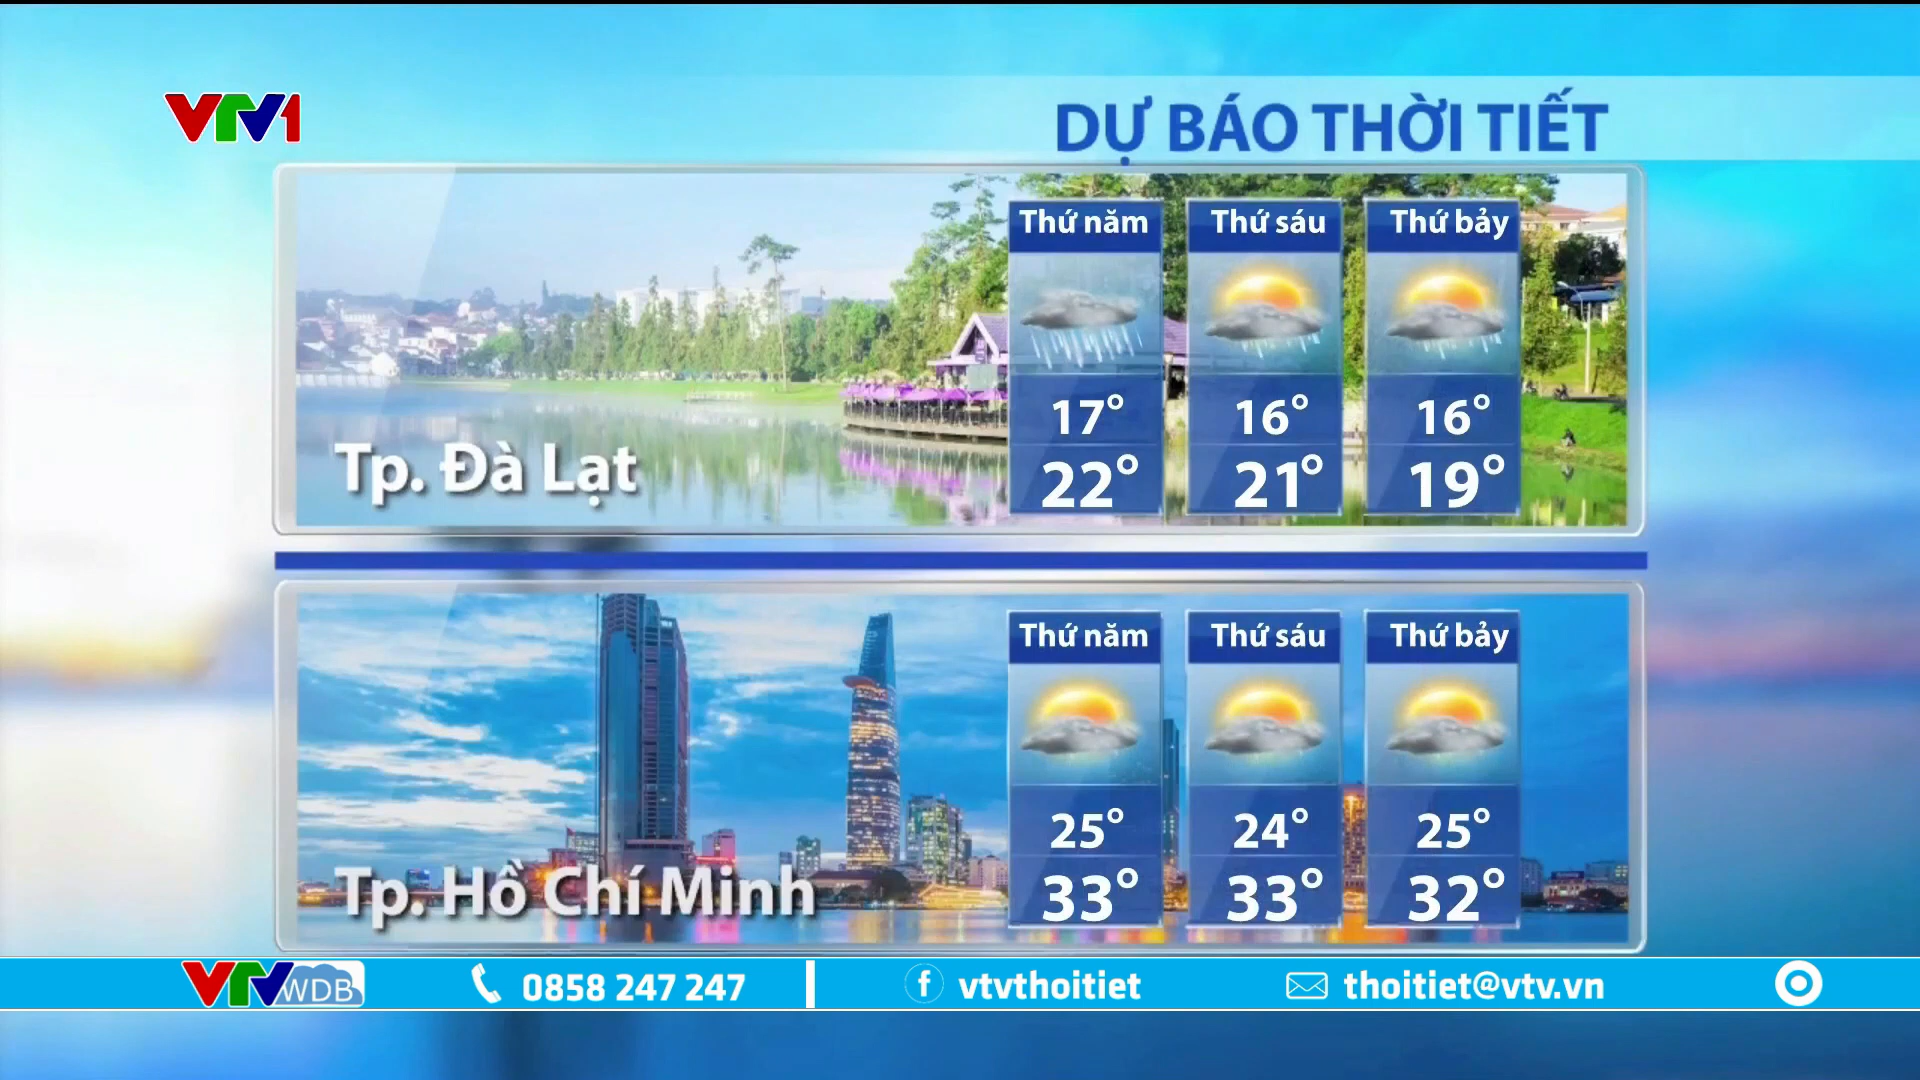 VTV1
DỰ BÁO THỜI TIẾT
Thứ năm Thứ sáu Thứ bảy
17° 16° 16°
22° 21° 19°
Tp. Đà Lạt
Thứ năm Thứ sáu Thứ bảy
25° 24° 25°
33° 33° 32°
Tp. Hồ Chí Minh
VTV WDB 0858 247 247 vtvthoitiet thoitiet@vtv.vn